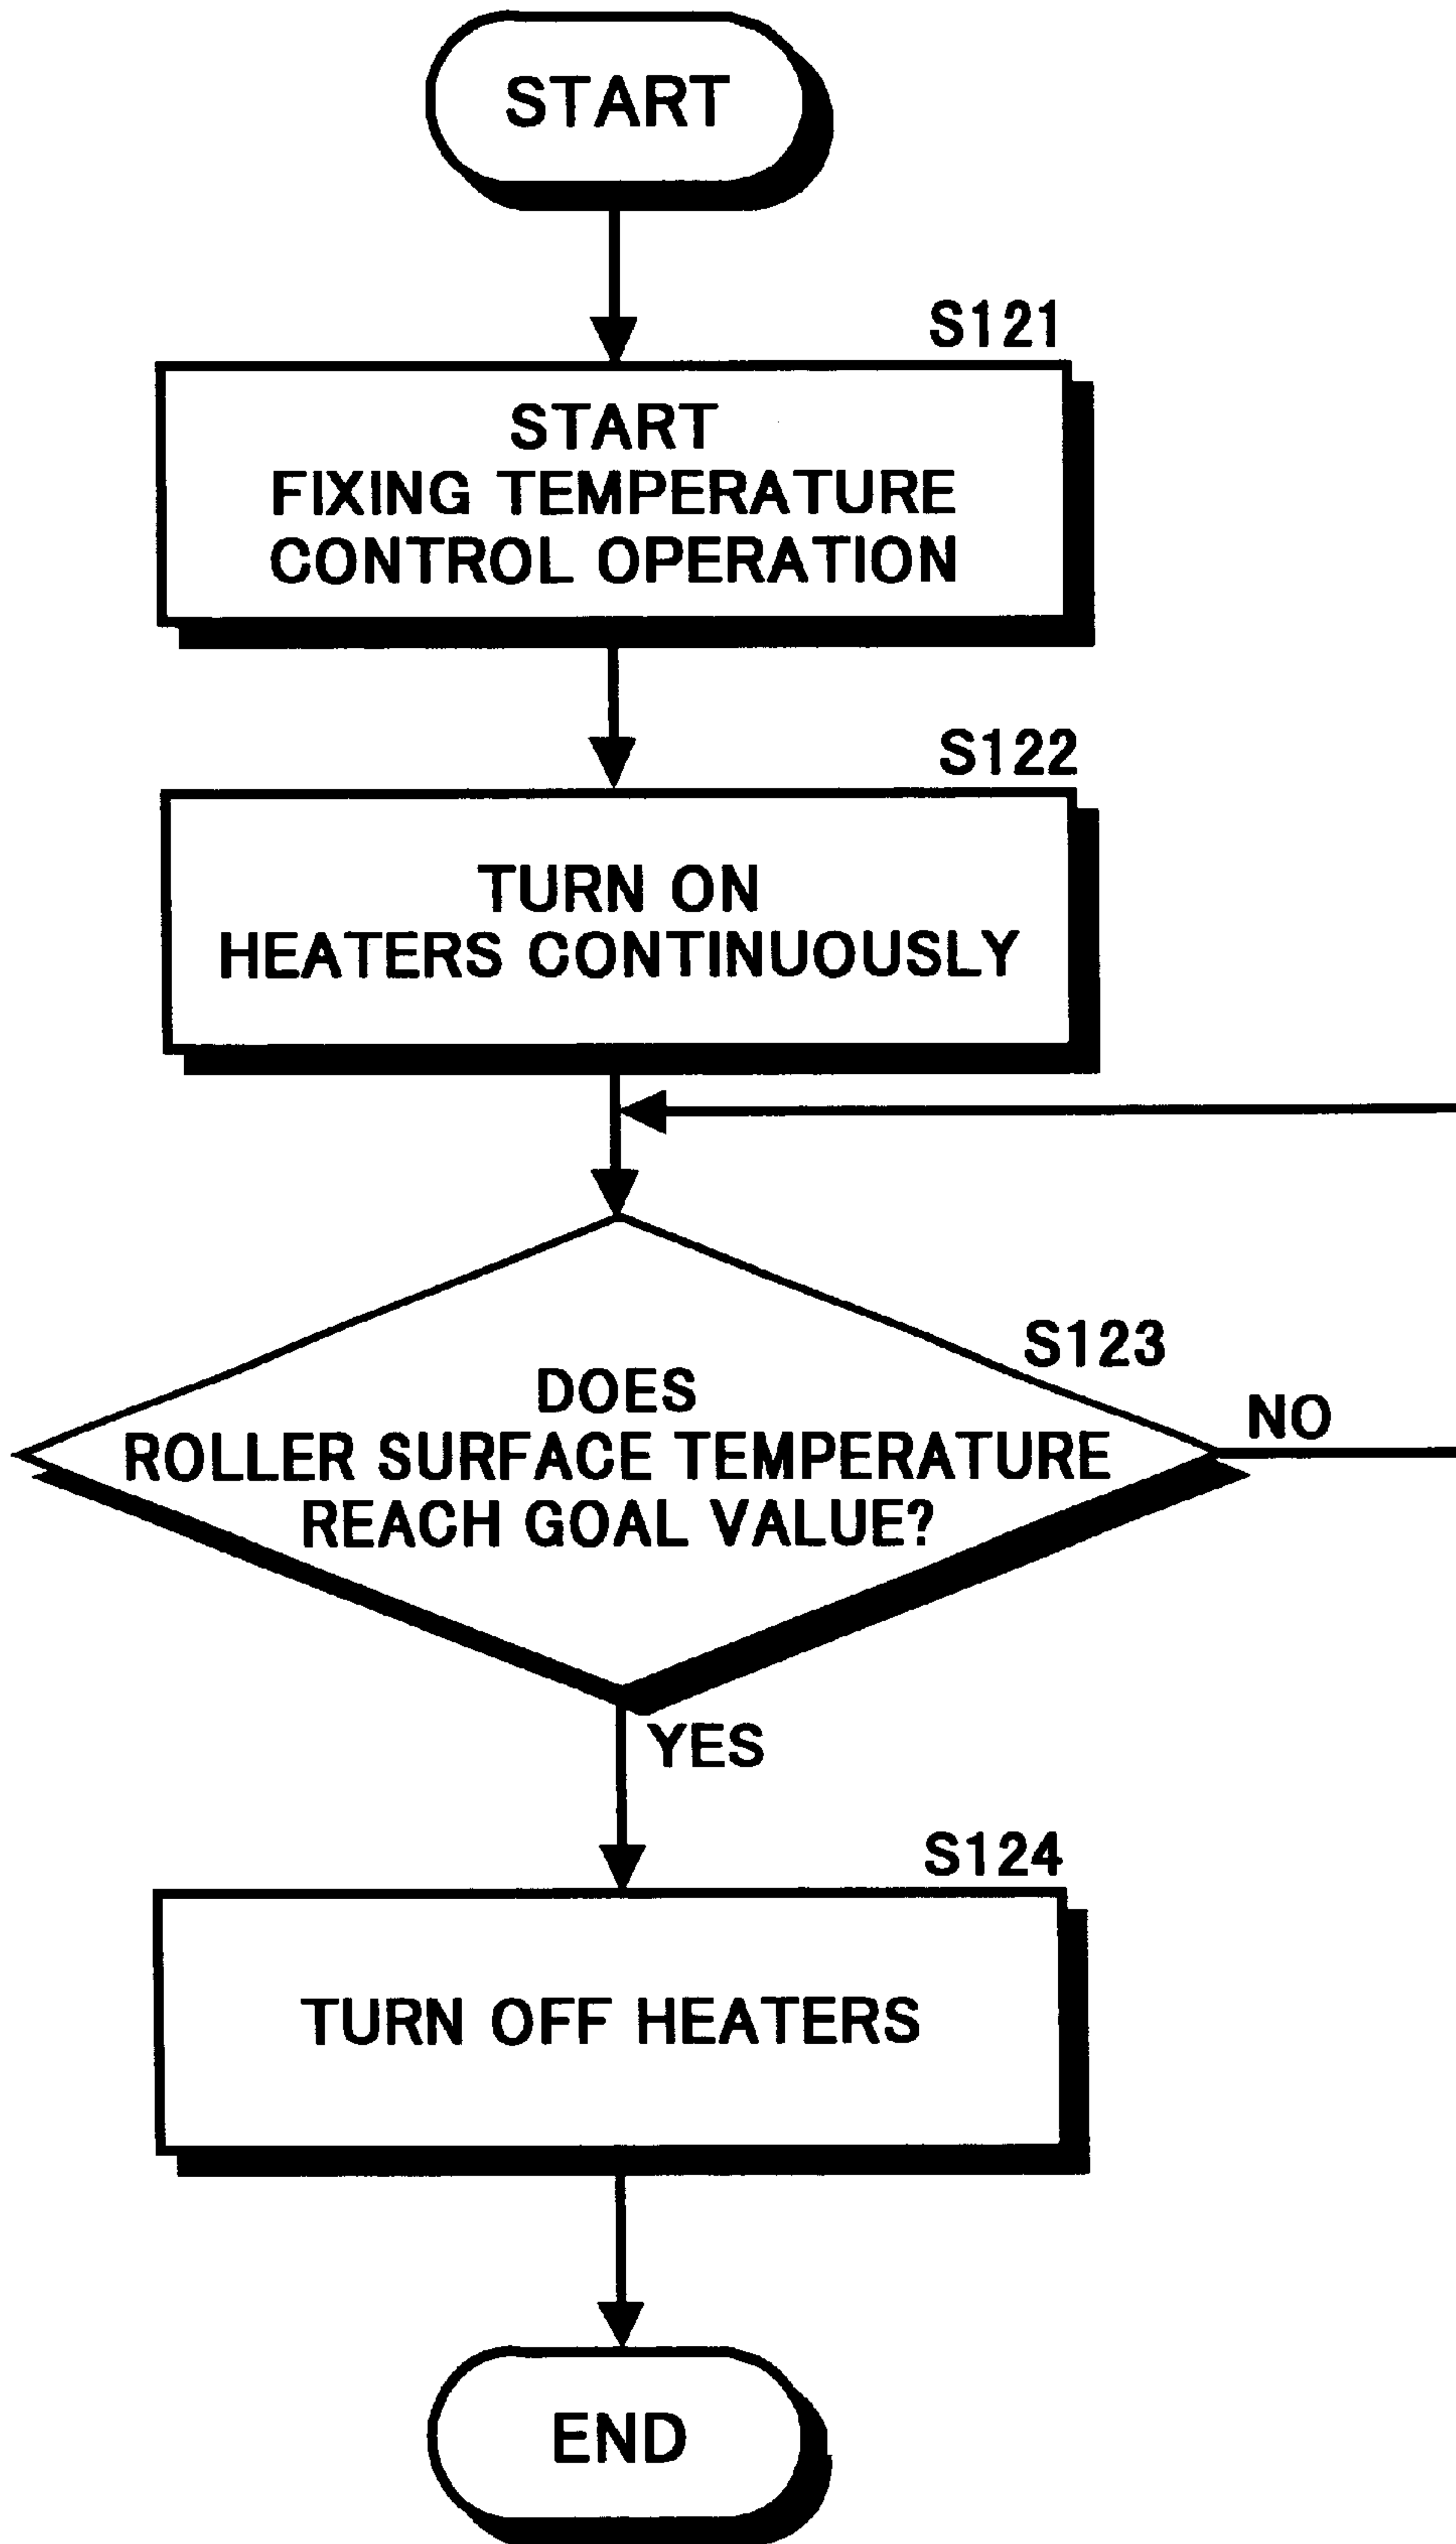 START
S121
START
FIXING TEMPERATURE
CONTROL OPERATION
S122
TURN ON
HEATERS CONTINUOUSLY
S123
DOES
ROLLER SURFACE TEMPERATURE
REACH GOAL VALUE?
NO
YES
S124
TURN OFF HEATERS
END